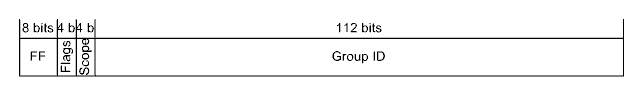 8 bits 4 b 4 b 112 bits
FF Flags Scope Group ID